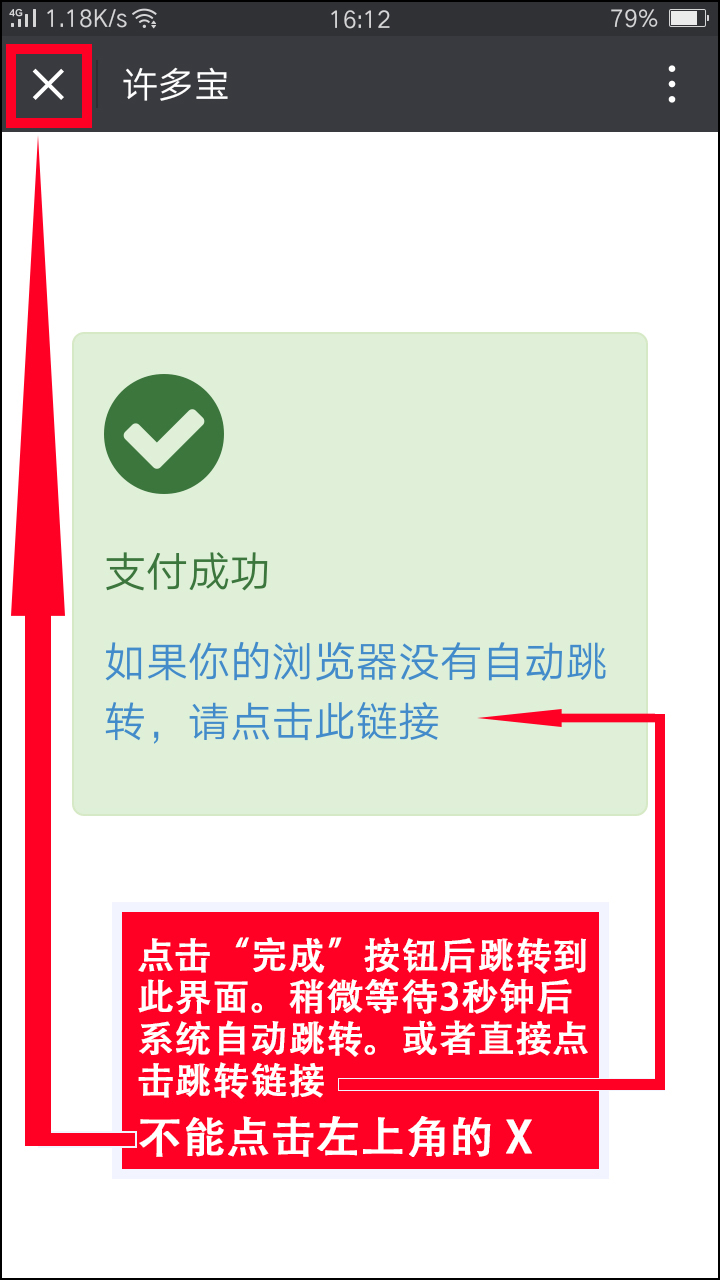 4G 1.18K/s 16:12 79%
许多宝
支付成功
如果你的浏览器没有自动跳
转，请点击此链接
点击“完成”按钮后跳转到
此界面。稍微等待3秒钟后
系统自动跳转。或者直接点
击跳转链接
不能点击左上角的 X